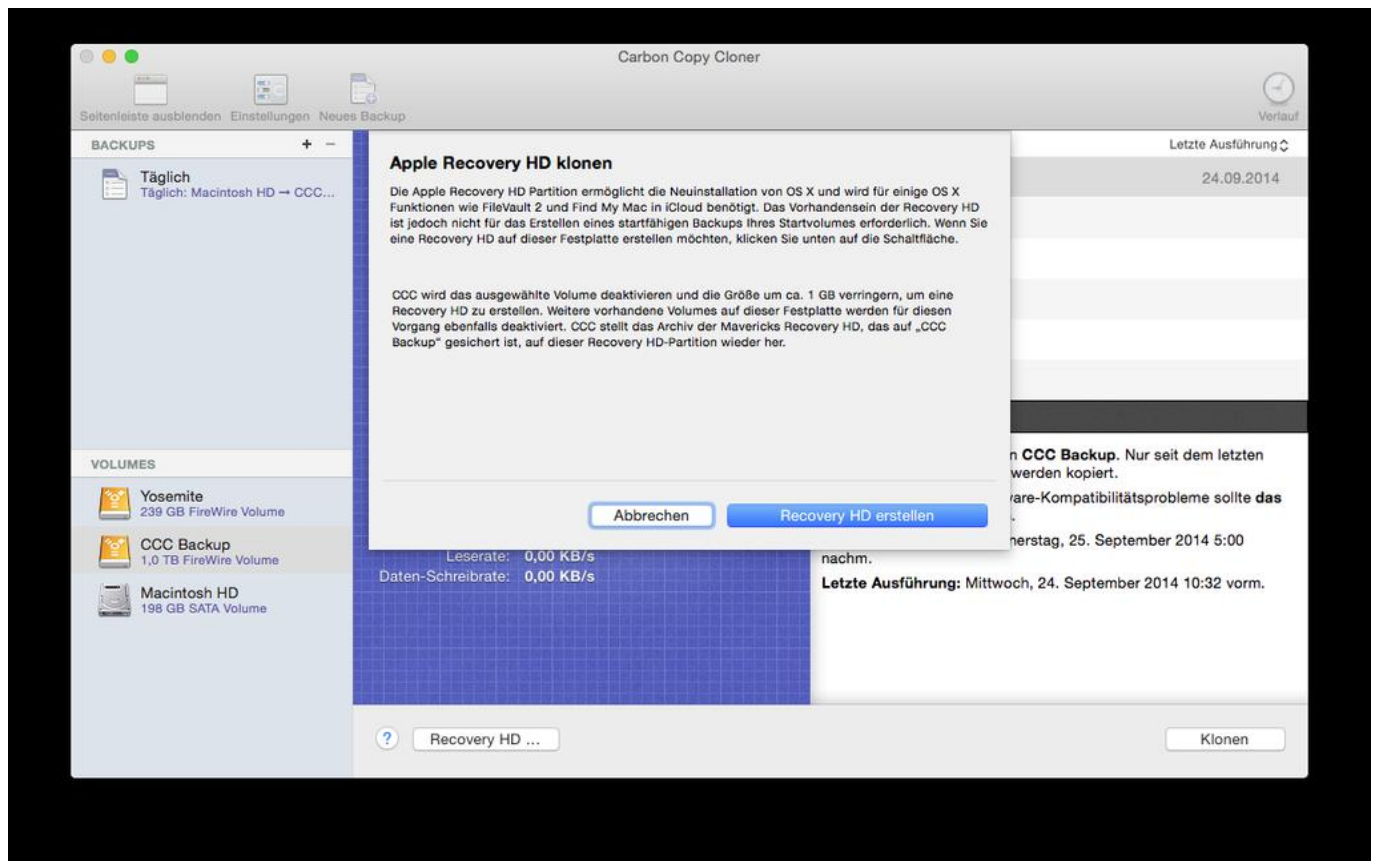 Carbon Copy Cloner
Seitenleiste ausblenden Einstellungen Neues Backup
Verlauf
BACKUPS + −
Täglich
Täglich: Macintosh HD → CCC...
VOLUMES
Yosemite
239 GB FireWire Volume
CCC Backup
1,0 TB FireWire Volume
Macintosh HD
198 GB SATA Volume
Apple Recovery HD klonen
Die Apple Recovery HD Partition ermöglicht die Neuinstallation von OS X und wird für einige OS X
Funktionen wie FileVault 2 und Find My Mac in iCloud benötigt. Das Vorhandensein der Recovery HD
ist jedoch nicht für das Erstellen eines startfähigen Backups Ihres Startvolumes erforderlich. Wenn Sie
eine Recovery HD auf dieser Festplatte erstellen möchten, klicken Sie unten auf die Schaltfläche.
CCC wird das ausgewählte Volume deaktivieren und die Größe um ca. 1 GB verringern, um eine
Recovery HD zu erstellen. Weitere vorhandene Volumes auf dieser Festplatte werden für diesen
Vorgang ebenfalls deaktiviert. CCC stellt das Archiv der Mavericks Recovery HD, das auf „CCC
Backup“ gesichert ist, auf dieser Recovery HD-Partition wieder her.
Abbrechen Recovery HD erstellen
Leserate: 0,00 KB/s
Daten-Schreibrate: 0,00 KB/s
Letzte Ausführung
24.09.2014
CCC Backup. Nur seit dem letzten
werden kopiert.
are-Kompatibilitätsprobleme sollte das
nerstag, 25. September 2014 5:00
nachm.
Letzte Ausführung: Mittwoch, 24. September 2014 10:32 vorm.
? Recovery HD ... Klonen